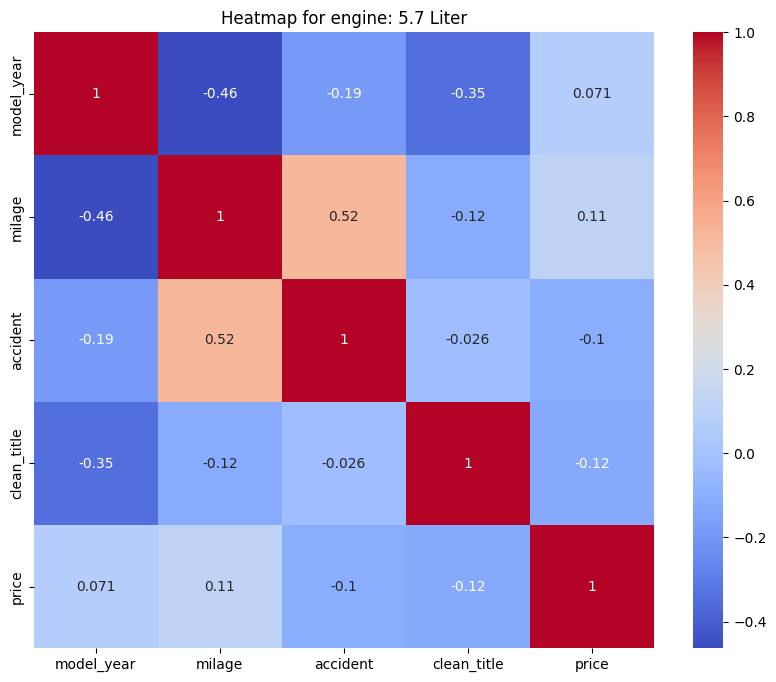 Heatmap for engine: 5.7 Liter
model_year 1 -0.46 -0.19 -0.35 0.071
milage -0.46 1 0.52 -0.12 0.11
accident -0.19 0.52 1 -0.026 -0.1
clean_title -0.35 -0.12 -0.026 1 -0.12
price 0.071 0.11 -0.1 -0.12 1
model_year milage accident clean_title price
1.0
0.8
0.6
0.4
0.2
0.0
−0.2
−0.4